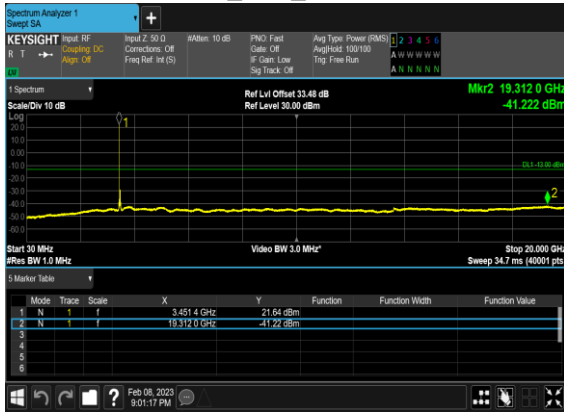 Spectrum Analyzer 1
Swept SA
+
KEYSIGHT Input: RF Input Z: 50 Ω #Atten: 10 dB PNO: Fast Avg Type: Power (RMS) 1 2 3 4 5 6
R T Coupling: DC Corrections: Off Gate: Off Avg|Hold: 100/100 A W W W W W
Align: Off Freq Ref: Int (S) IF Gain: Low Trig: Free Run
LXI Sig Track: Off A N N N N N
1 Spectrum Ref Lvl Offset 33.48 dB Mkr2 19.312 0 GHz
Scale/Div 10 dB Ref Level 30.00 dBm -41.222 dBm
Log
20.0
10.0
0.00
-10.0
-20.0
-30.0
-40.0
-50.0
-60.0
1
DL1 -13.00 dBm
2
Start 30 MHz Video BW 3.0 MHz* Stop 20.000 GHz
#Res BW 1.0 MHz Sweep 34.7 ms (40001 pts)
5 Marker Table
Mode Trace Scale X Y Function Function Width Function Value
1 N 1 f 3.451 4 GHz 21.64 dBm
2 N 1 f 19.312 0 GHz -41.22 dBm
3
4
5
6
? Feb 08, 2023
9:01:17 PM